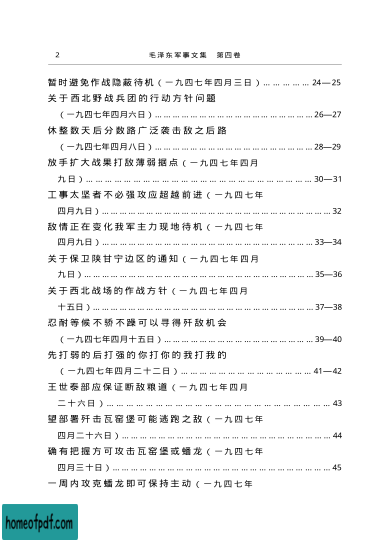 2 毛泽东军事文集 第四卷
暂时避免作战隐蔽待机(一九四七年四月三日)……………24—25
关于西北野战兵团的行动方针问题
(一九四七年四月六日)……………………………………26—27
休整数天后分数路广泛袭击敌之后路
(一九四七年四月八日)……………………………………28—29
放手扩大战果打敌薄弱据点(一九四七年四月
九日)…………………………………………………………30—31
工事太坚者不必强攻应超越前进(一九四七年
四月九日)……………………………………………………32
敌情正在变化我军主力现地待机(一九四七年
四月九日)……………………………………………………33—34
关于保卫陕甘宁边区的通知(一九四七年四月
九日)…………………………………………………………35—36
关于西北战场的作战方针(一九四七年四月
十五日)………………………………………………………37—38
忍耐等候不骄不躁可以寻得歼敌机会
(一九四七年四月十五日)…………………………………39—40
先打弱的后打强的你打你的我打我的
(一九四七年四月二十二日)………………………………41—42
王世泰部应保证断敌粮道(一九四七年四月
二十六日)……………………………………………………43
望部署歼击瓦窑堡可能逃跑之敌(一九四七年
四月二十六日)………………………………………………44
确有把握方可攻击瓦窑堡或蟠龙(一九四七年
四月三十日)…………………………………………………45
一周内攻克蟠龙即可保持主动(一九四七年
homeofpdf.com